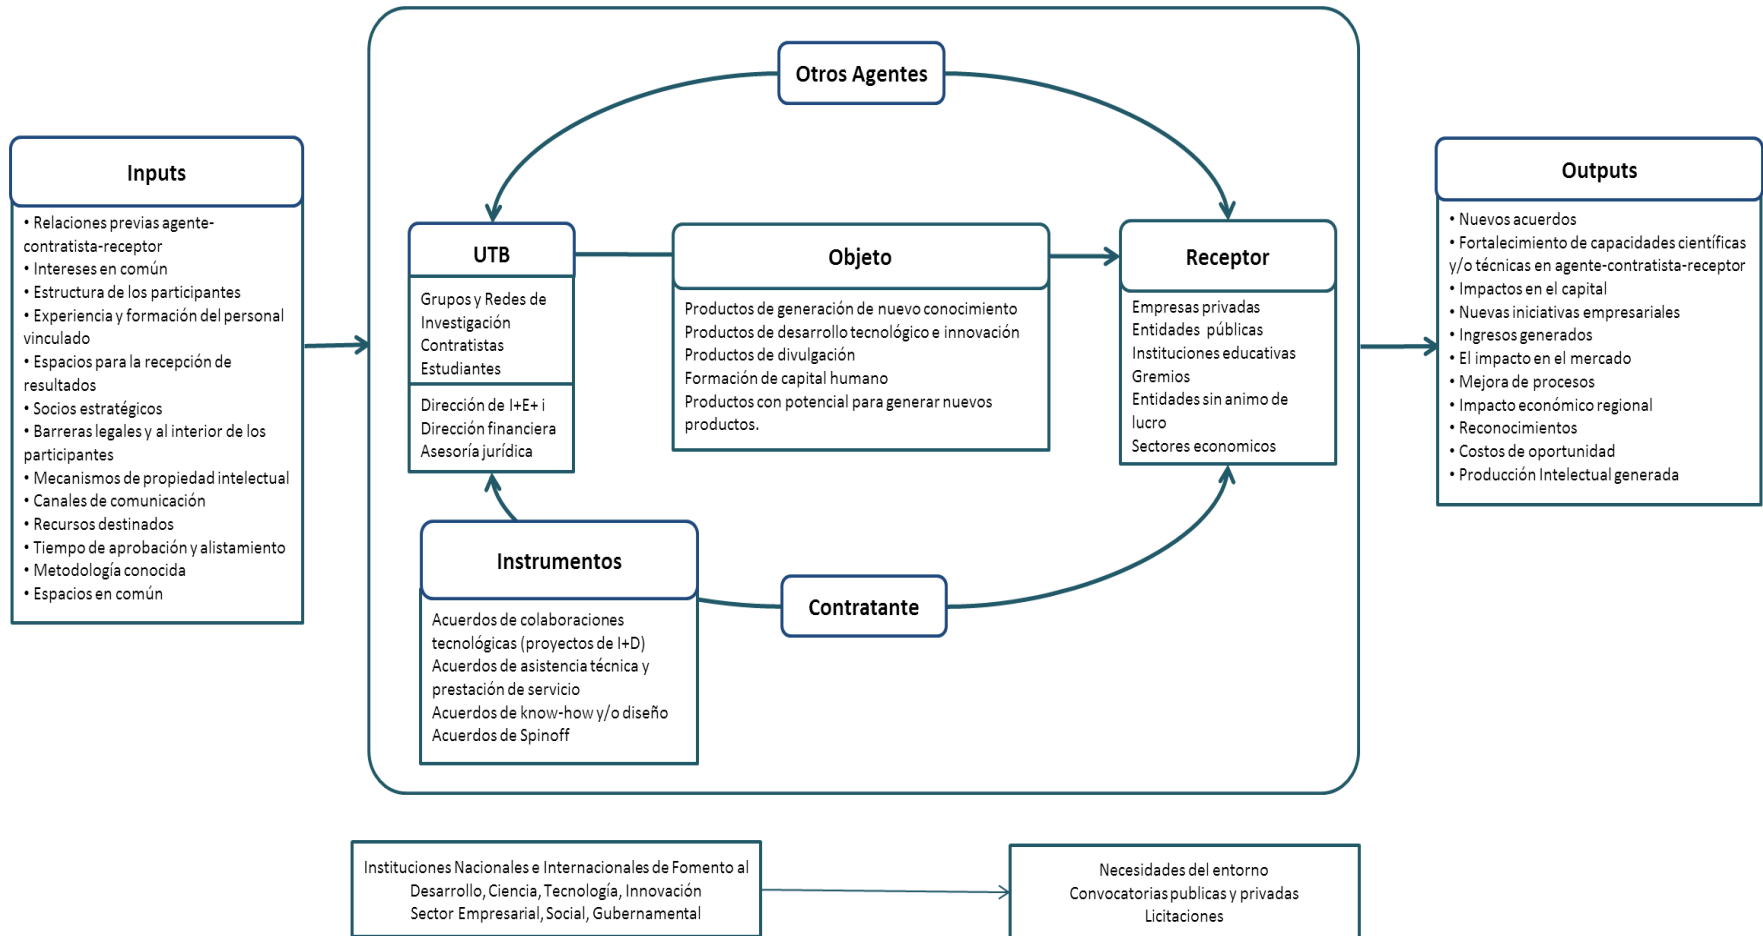 Otros Agentes
Inputs
• Relaciones previas agente-
contratista-receptor
• Intereses en común
• Estructura de los participantes
• Experiencia y formación del personal
vinculado
• Espacios para la recepción de
resultados
• Socios estratégicos
• Barreras legales y al interior de los
participantes
• Mecanismos de propiedad intelectual
• Canales de comunicación
• Recursos destinados
• Tiempo de aprobación y alistamiento
• Metodología conocida
• Espacios en común
UTB
Grupos y Redes de
Investigación
Contratistas
Estudiantes
Dirección de I+E+ i
Dirección financiera
Asesoría jurídica
Objeto
Productos de generación de nuevo conocimiento
Productos de desarrollo tecnológico e innovación
Productos de divulgación
Formación de capital humano
Productos con potencial para generar nuevos
productos.
Receptor
Empresas privadas
Entidades  públicas
Instituciones educativas
Gremios
Entidades sin animo de
lucro
Sectores economicos
Outputs
• Nuevos acuerdos
• Fortalecimiento de capacidades científicas
y/o técnicas en agente-contratista-receptor
• Impactos en el capital
• Nuevas iniciativas empresariales
• Ingresos generados
• El impacto en el mercado
• Mejora de procesos
• Impacto económico regional
• Reconocimientos
• Costos de oportunidad
• Producción Intelectual generada
Instrumentos
Acuerdos de colaboraciones
tecnológicas (proyectos de I+D)
Acuerdos de asistencia técnica y
prestación de servicio
Acuerdos de know-how y/o diseño
Acuerdos de Spinoff
Contratante
Instituciones Nacionales e Internacionales de Fomento al
Desarrollo, Ciencia, Tecnología, Innovación
Sector Empresarial, Social, Gubernamental
Necesidades del entorno
Convocatorias publicas y privadas
Licitaciones